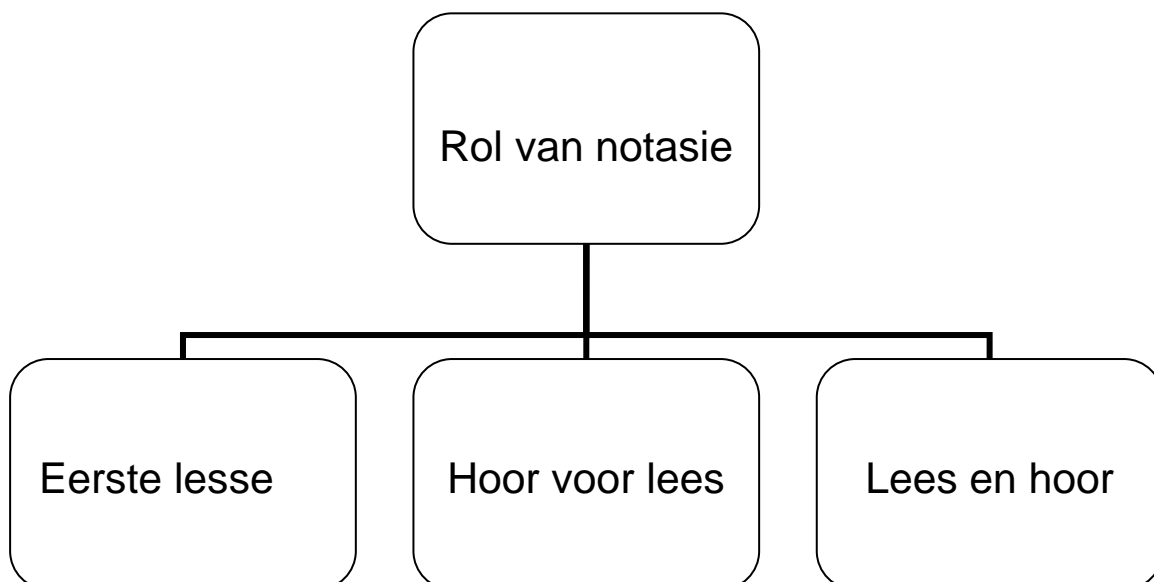 Rol van notasie
Eerste lesse
Hoor voor lees
Lees en hoor